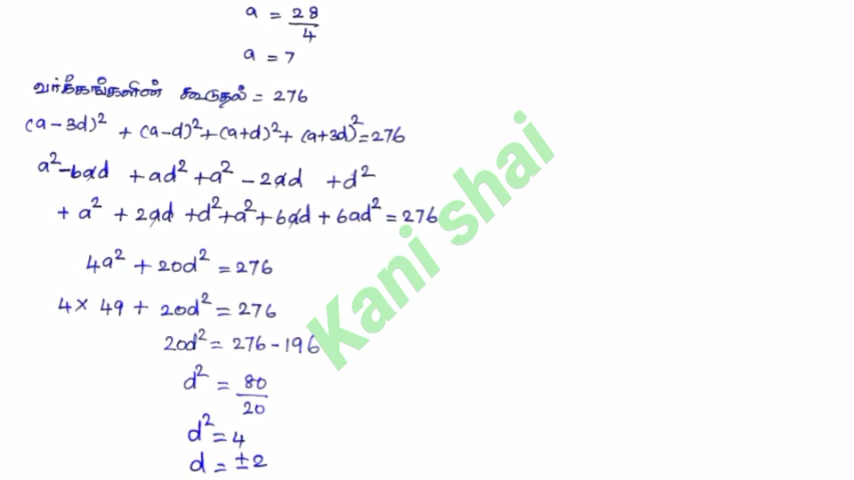 a = 28/4
a = 7
வர்க்கங்களின் கூடுதல் = 276
(a-3d)² + (a-d)² + (a+d)² + (a+3d)² = 276
a² - 6ad + ad² + a² - 2ad + d²
+ a² + 2ad + d² + a² + 6ad + 6ad² = 276
4a² + 20d² = 276
4 × 49 + 20d² = 276
20d² = 276 - 196
d² = 80/20
d² = 4
d = ±2
Kani shai